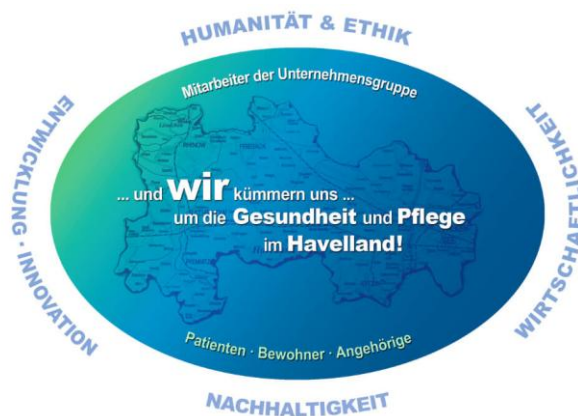 HUMANITÄT & ETHIK
Mitarbeiter der Unternehmensgruppe
ENTWICKLUNG · INNOVATION
WIRTSCHAFTLICHKEIT
... und wir kümmern uns ...
um die Gesundheit und Pflege
im Havelland!
Patienten · Bewohner · Angehörige
NACHHALTIGKEIT